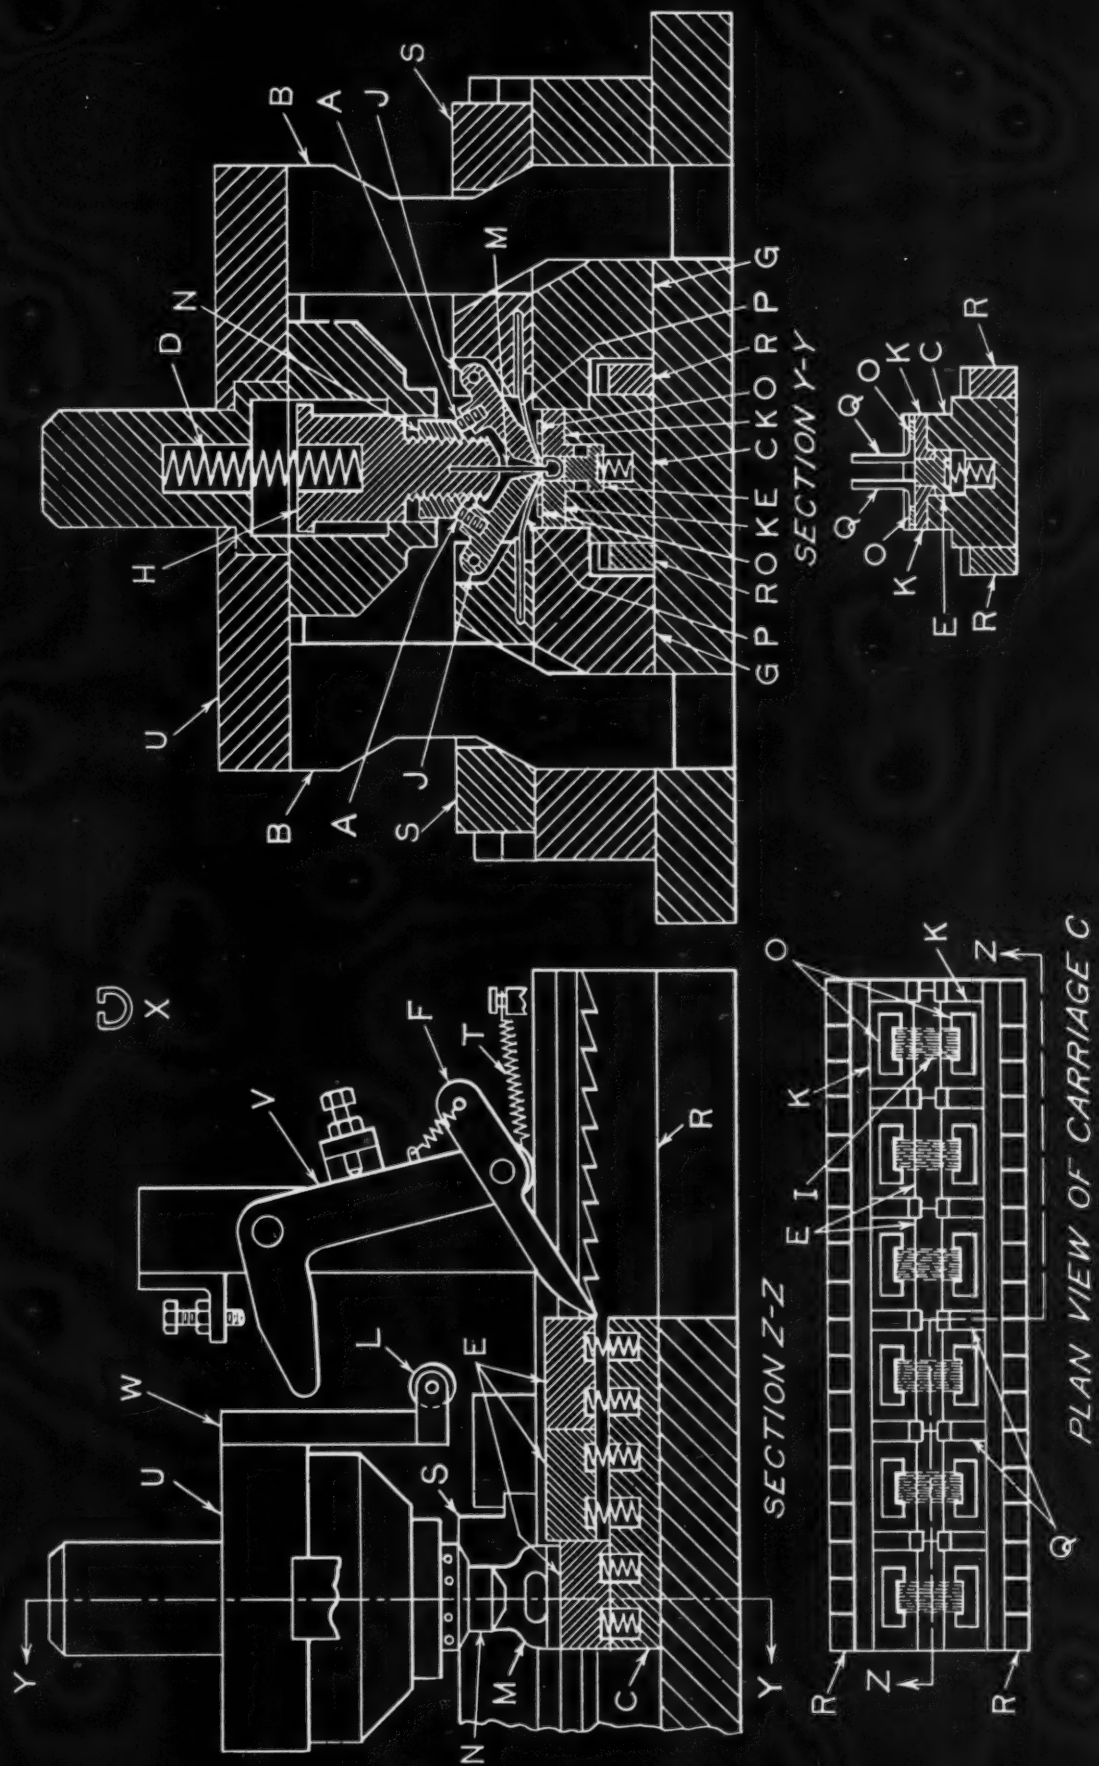 Y
U
W
V
X
L
F
T
S
E
N
M
C
R
Y
SECTION Z-Z
B
U
H
D
N
B
A
J
S
A
J
S
M
G P R O K E C K O R P G
SECTION Y-Y
R
Z
E
I
K
O
K
Z
R
Q
PLAN VIEW OF CARRIAGE C
Q
Q
O
O
K
K
C
E
R
R